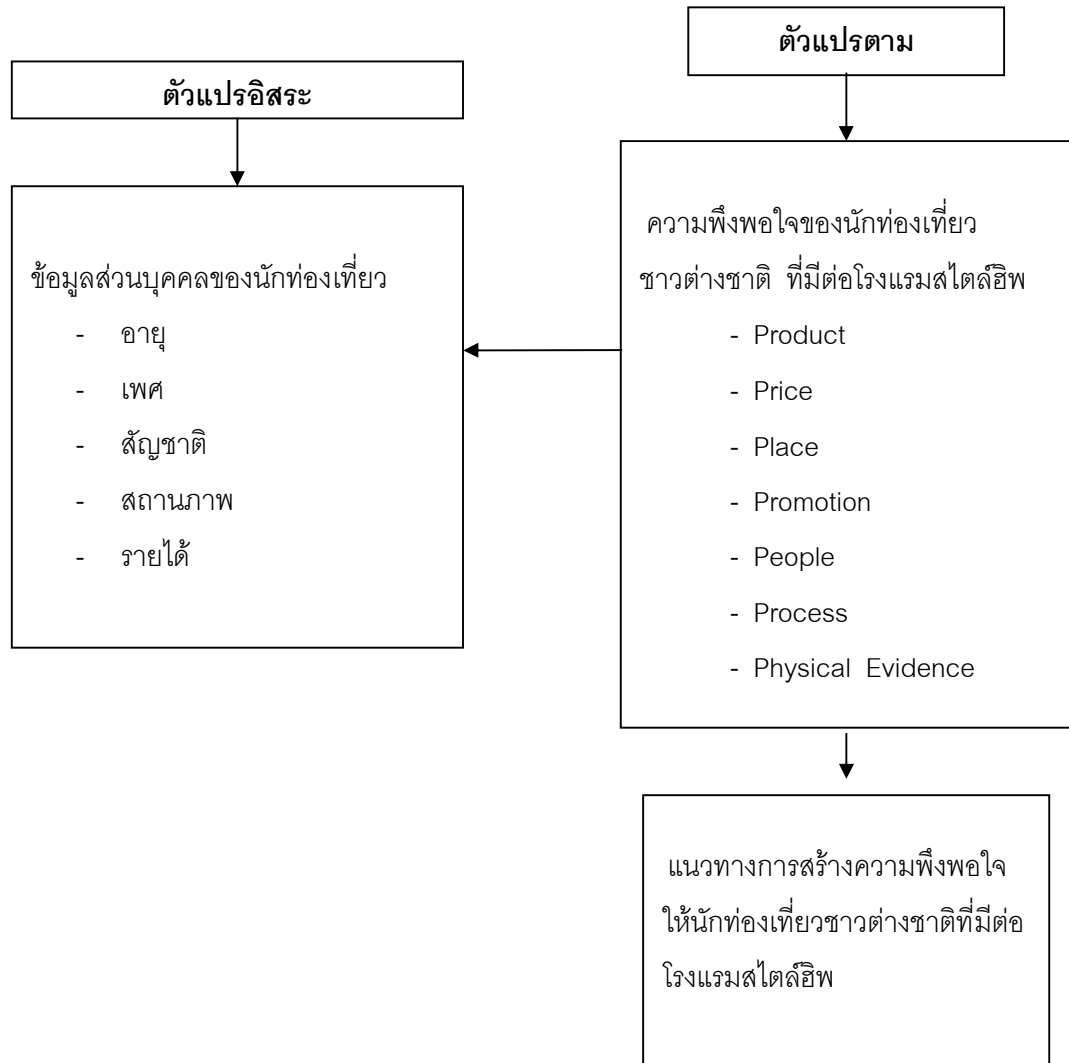 ตัวแปรตาม
ตัวแปรอิสระ
ข้อมูลส่วนบุคคลของนักท่องเที่ยว
- อายุ
- เพศ
- สัญชาติ
- สถานภาพ
- รายได้
ความพึงพอใจของนักท่องเที่ยว
ชาวต่างชาติ ที่มีต่อโรงแรมสไตล์ฮิพ
- Product
- Price
- Place
- Promotion
- People
- Process
- Physical Evidence
แนวทางการสร้างความพึงพอใจ
ให้นักท่องเที่ยวชาวต่างชาติที่มีต่อ
โรงแรมสไตล์ฮิพ